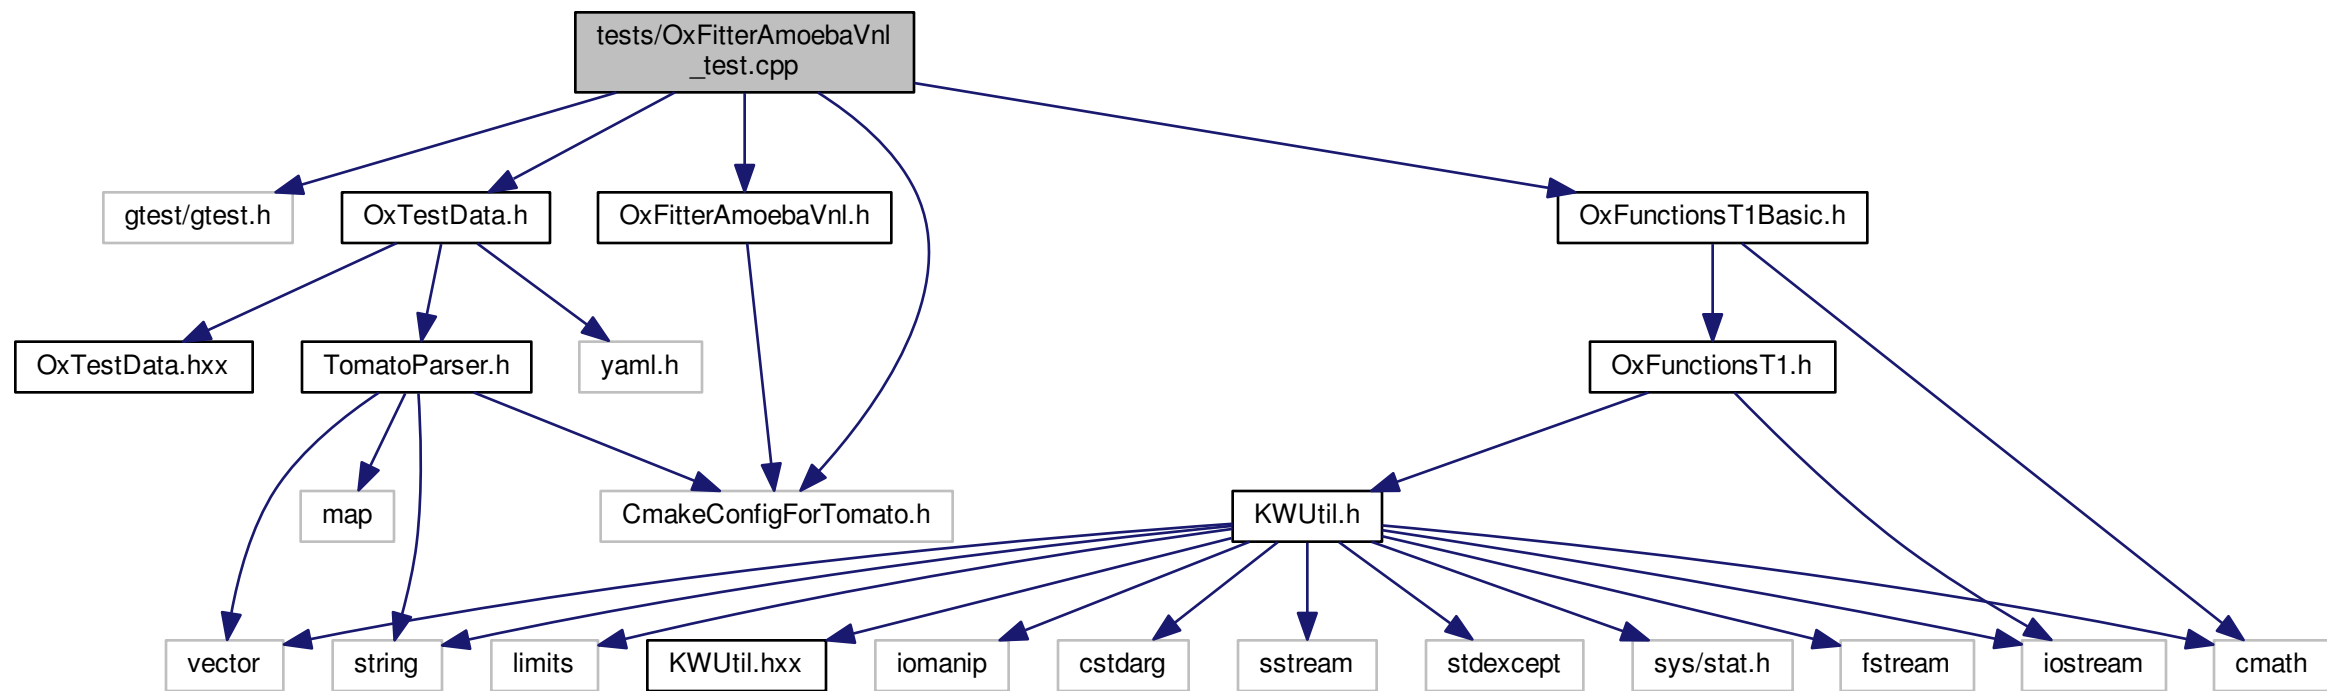 tests/OxFitterAmoebaVnl
_test.cpp
gtest/gtest.h
OxTestData.h
OxFitterAmoebaVnl.h
OxFunctionsT1Basic.h
OxTestData.hxx
TomatoParser.h
yaml.h
OxFunctionsT1.h
map
CmakeConfigForTomato.h
KWUtil.h
vector
string
limits
KWUtil.hxx
iomanip
cstdarg
sstream
stdexcept
sys/stat.h
fstream
iostream
cmath